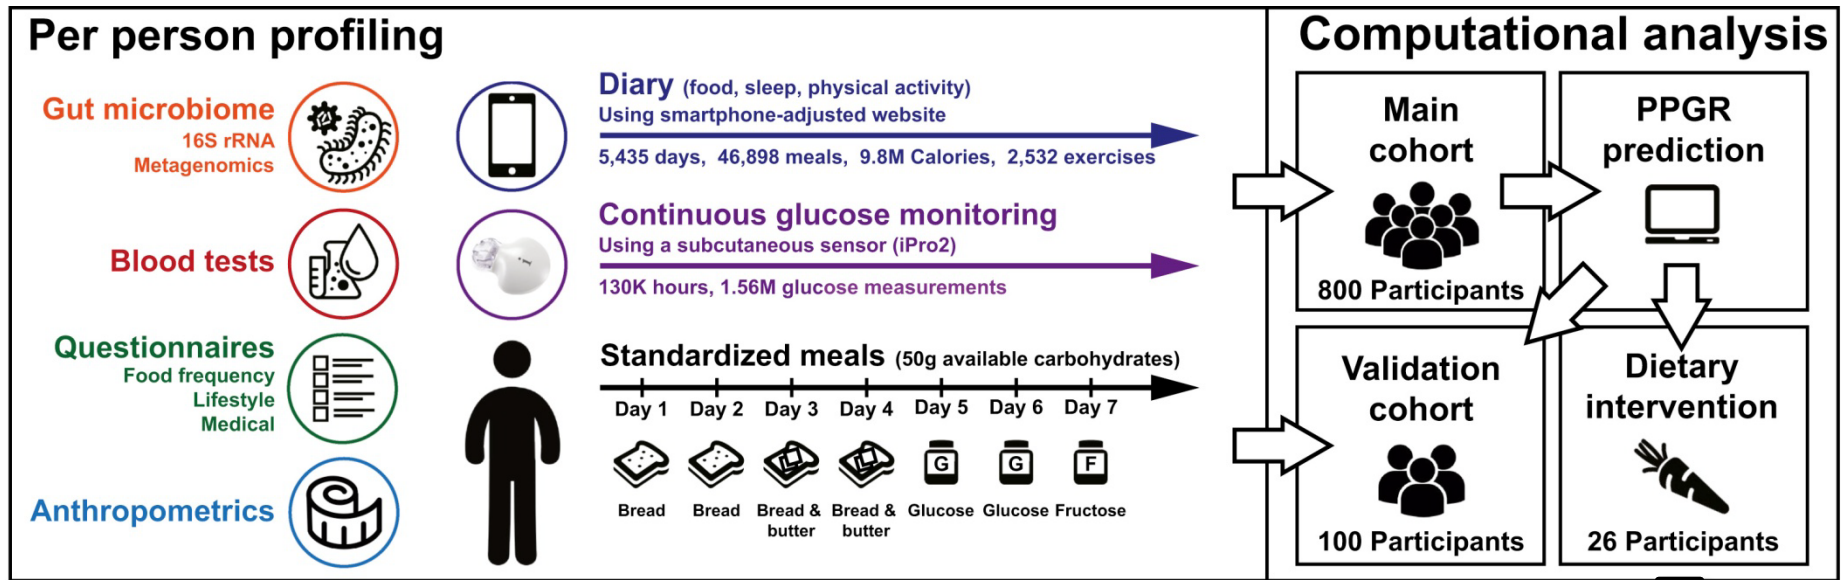 Per person profiling
Gut microbiome
16S rRNA
Metagenomics
Blood tests
Questionnaires
Food frequency
Lifestyle
Medical
Anthropometrics
Diary (food, sleep, physical activity)
Using smartphone-adjusted website
5,435 days, 46,898 meals, 9.8M Calories, 2,532 exercises
Continuous glucose monitoring
Using a subcutaneous sensor (iPro2)
130K hours, 1.56M glucose measurements
Standardized meals (50g available carbohydrates)
Day 1 Day 2 Day 3 Day 4 Day 5 Day 6 Day 7
G G F
Bread Bread Bread & Bread & Glucose Glucose Fructose
butter butter
Computational analysis
Main
cohort
800 Participants
PPGR
prediction
Validation
cohort
100 Participants
Dietary
intervention
26 Participants